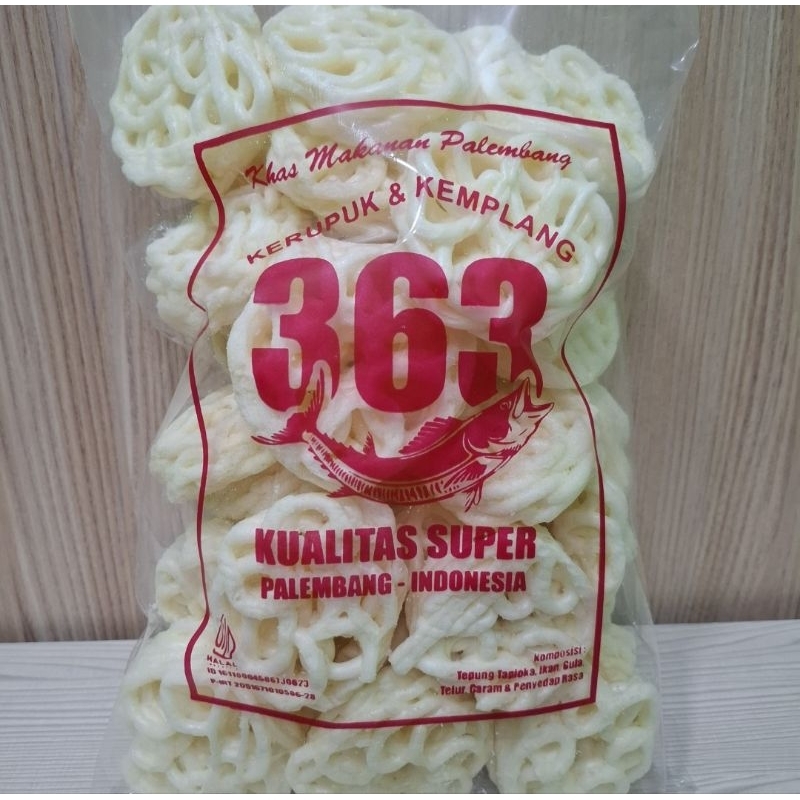 Khas Makanan Palembang
KERUPUK & KEMPLANG
363
KUALITAS SUPER
PALEMBANG - INDONESIA
HALAL
Komposisi :
Tepung Tapioka, Ikan Gula,
Telur, Garam & Penyedap Rasa